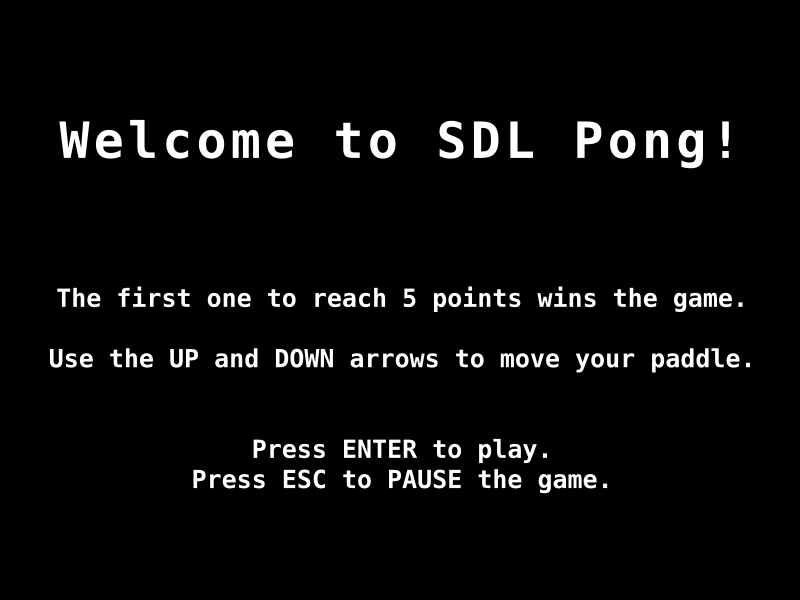 Welcome to SDL Pong!
The first one to reach 5 points wins the game.
Use the UP and DOWN arrows to move your paddle.
Press ENTER to play.
Press ESC to PAUSE the game.